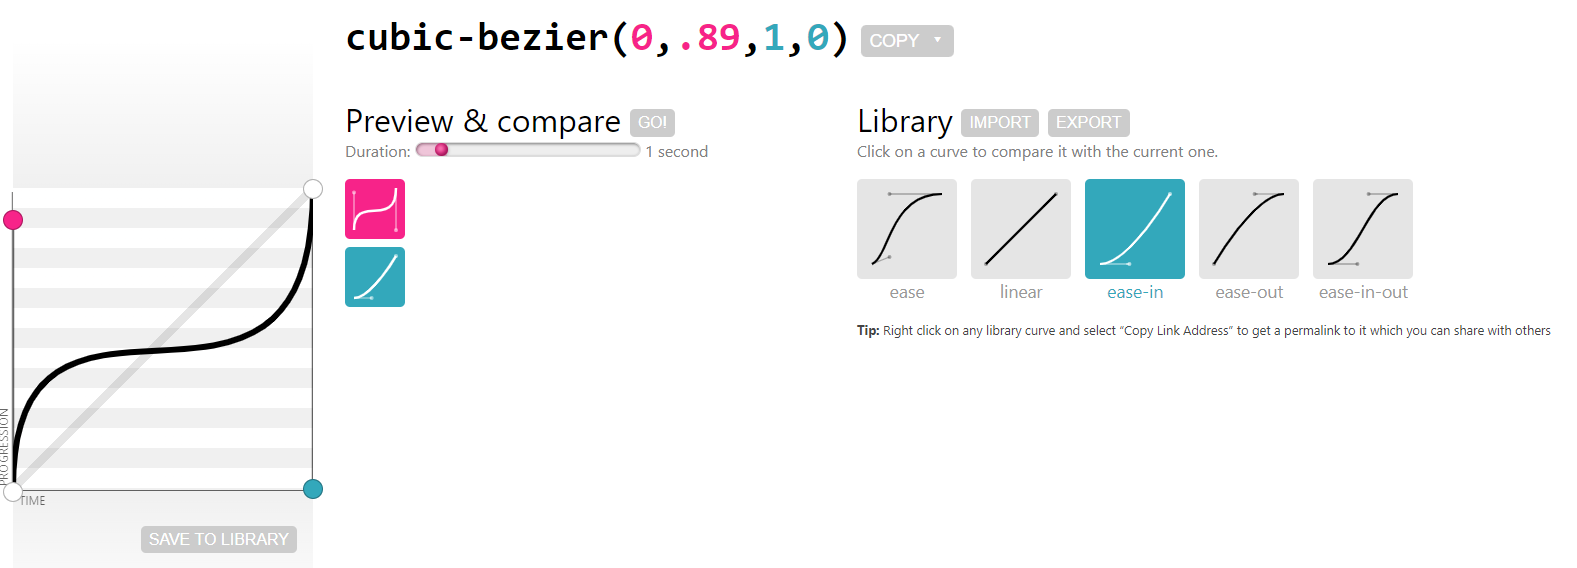 cubic-bezier(0,.89,1,0) COPY
Preview & compare GO!
Duration: 1 second
Library IMPORT EXPORT
Click on a curve to compare it with the current one.
ease linear ease-in ease-out ease-in-out
Tip: Right click on any library curve and select “Copy Link Address” to get a permalink to it which you can share with others
PROGRESSION
TIME
SAVE TO LIBRARY